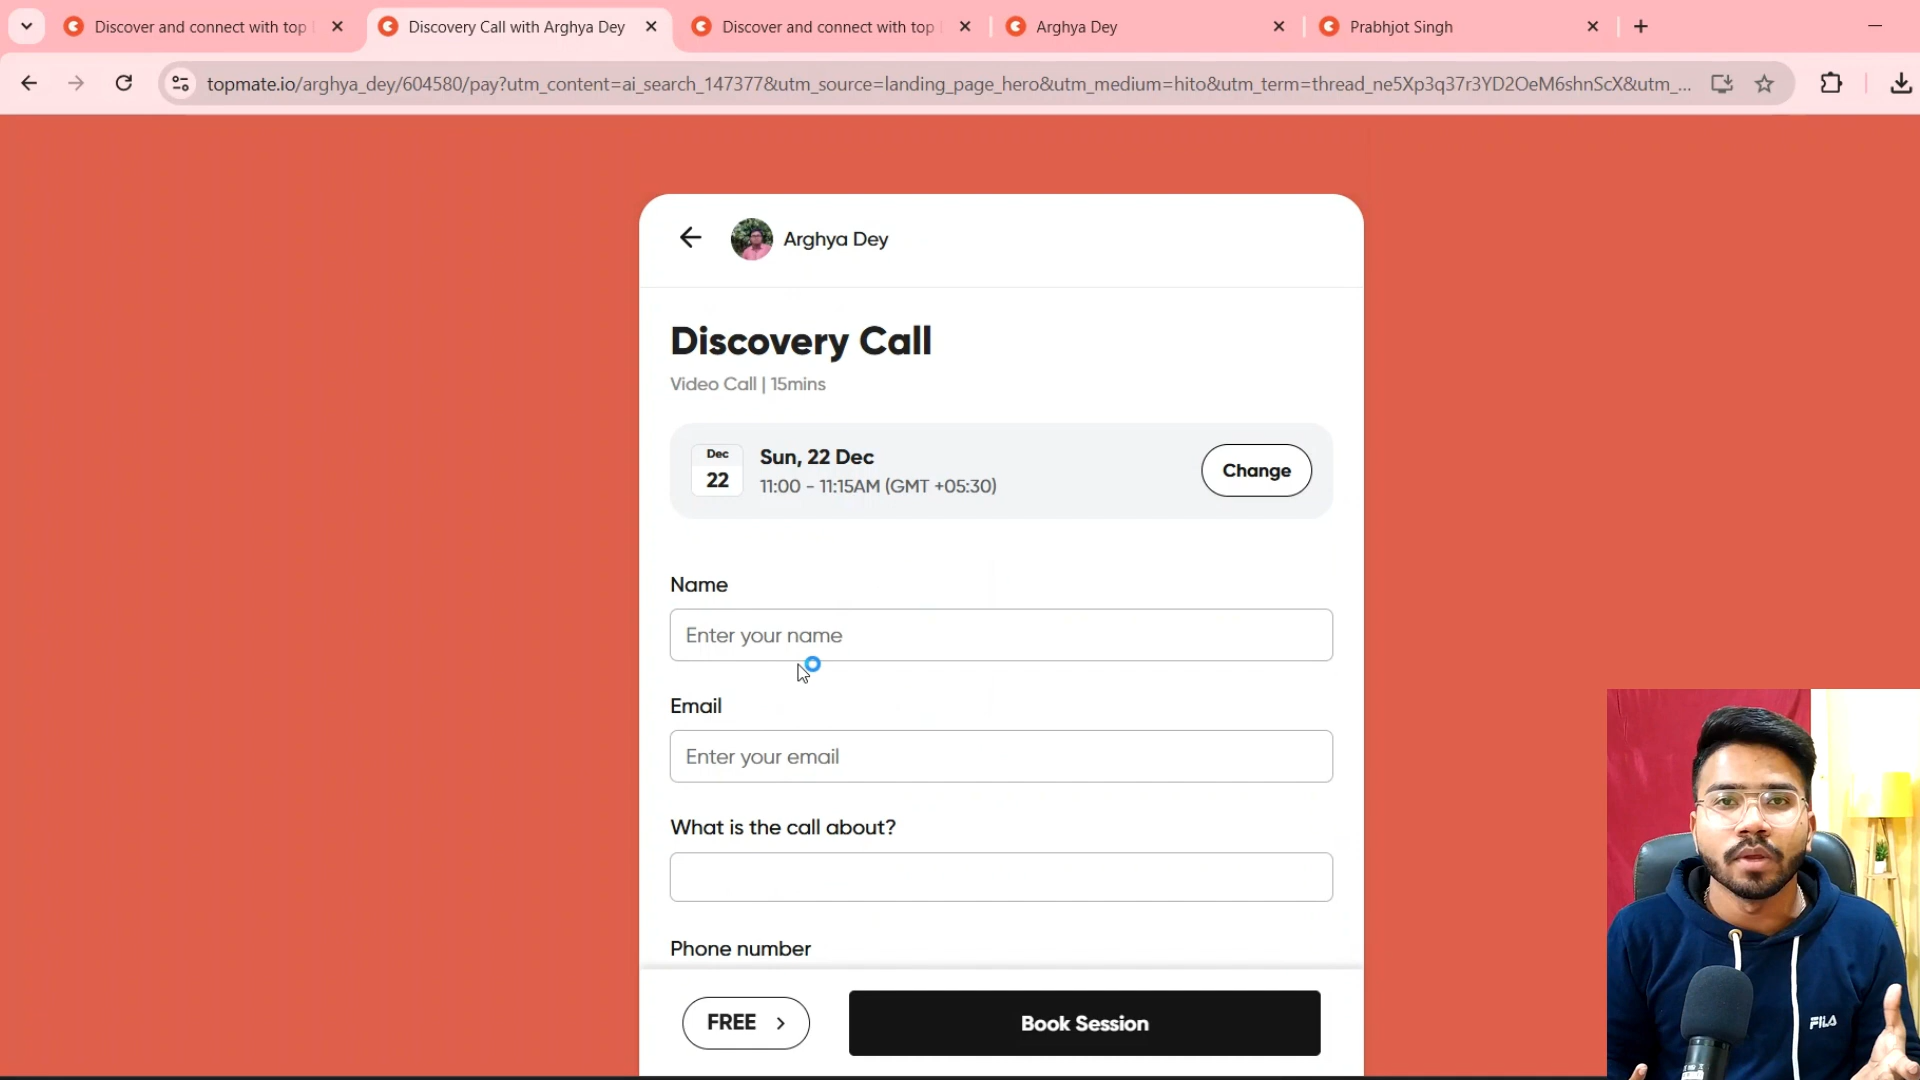 Discover and connect with top
Discovery Call with Arghya Dey
Discover and connect with top
Arghya Dey
Prabhjot Singh
topmate.io/arghya_dey/604580/pay?utm_content=ai_search_147377&utm_source=landing_page_hero&utm_medium=hito&utm_term=thread_ne5Xp3q37r3YD2OeM6shnScX&utm_...
Arghya Dey
Discovery Call
Video Call | 15mins
Dec
22
Sun, 22 Dec
11:00 - 11:15AM (GMT +05:30)
Change
Name
Enter your name
Email
Enter your email
What is the call about?
Phone number
FREE >
Book Session
FILA